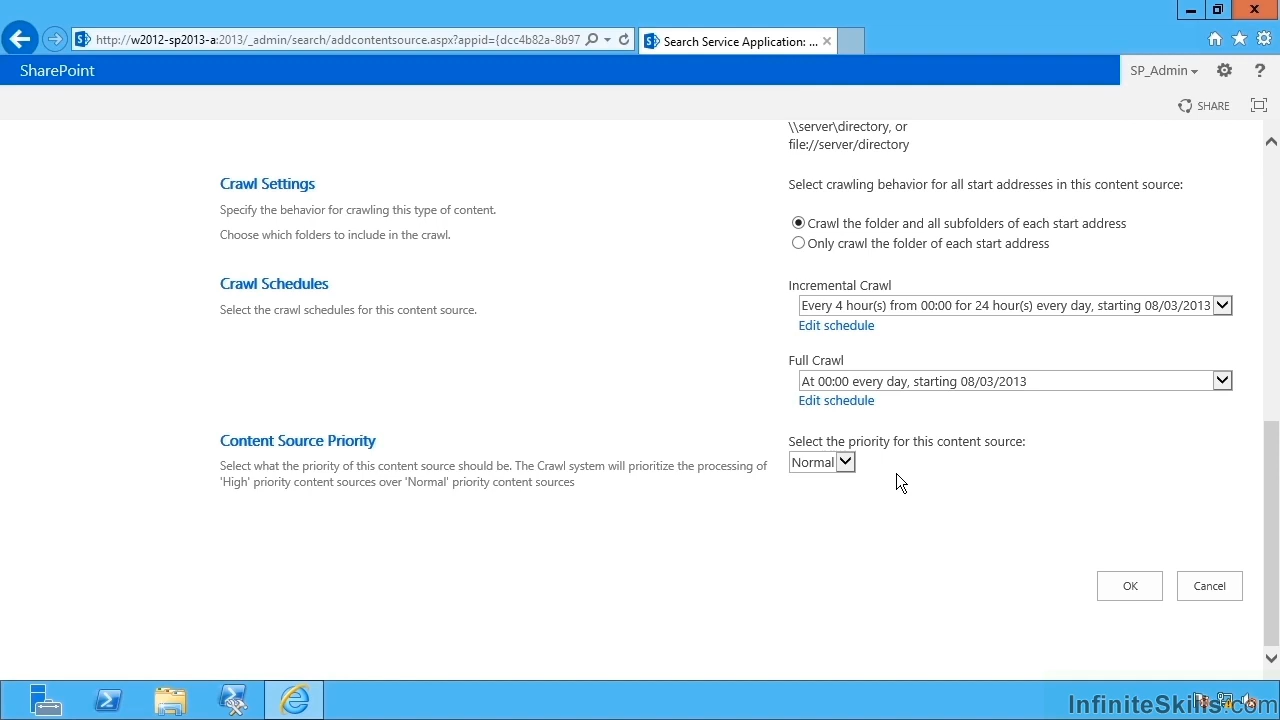 http://w2012-sp2013-a:2013/_admin/search/addcontentsource.aspx?appid={dcc4b82a-8b97
Search Service Application: ...
SharePoint
SP_Admin
?
SHARE
\\server\directory, or
file://server/directory
Crawl Settings
Select crawling behavior for all start addresses in this content source:
Specify the behavior for crawling this type of content.
Choose which folders to include in the crawl.
Crawl the folder and all subfolders of each start address
Only crawl the folder of each start address
Crawl Schedules
Select the crawl schedules for this content source.
Incremental Crawl
Every 4 hour(s) from 00:00 for 24 hour(s) every day, starting 08/03/2013
Edit schedule
Full Crawl
At 00:00 every day, starting 08/03/2013
Edit schedule
Content Source Priority
Select the priority for this content source:
Select what the priority of this content source should be. The Crawl system will prioritize the processing of
'High' priority content sources over 'Normal' priority content sources
Normal
OK
Cancel
InfiniteSkills.com